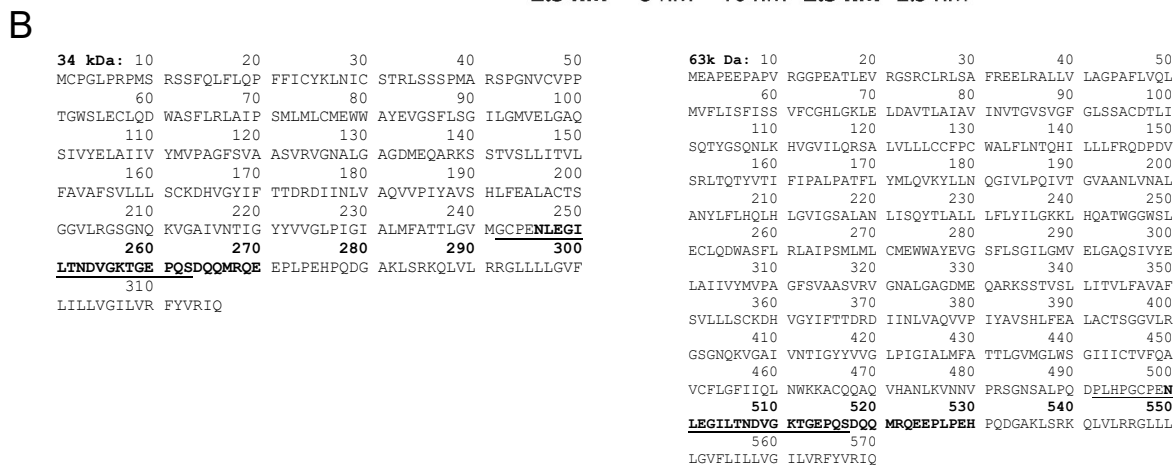 B
34 kDa: 10 20 30 40 50
MCPGLPRPMS RSSFQLFLQP FFICYKLNIC STRLSSSPMA RSPGNVCVPP
60 70 80 90 100
TGWSLECLQD WASFLRLAIP SMLMLCMEWW AYEVGSFLSG ILGMVELGAQ
110 120 130 140 150
SIVYELAIIV YMVPAGFSVA ASVRVGNALG AGDMEQARKS STVSLLITVL
160 170 180 190 200
FAVAFSVLLL SCKDHVGYIF TTDRDIINLV AQVVPIYAVS HLFEALACTS
210 220 230 240 250
GGVLRGSGNQ KVGAIVNTIG YYVVGLPIGI ALMFATTLGV MGCPENLEGI
260 270 280 290 300
LTNDVGKTGE PQSDQQMRQE EPLPEHPQDG AKLSRKQLVL RRGLLLLGVF
310
LILLVGILVR FYVRIQ
63k Da: 10 20 30 40 50
MEAPEEPAPV RGGPEATLEV RGSRCLRLSA FREELRALLV LAGPAFLVQL
60 70 80 90 100
MVFLISFISS VFCGHLGKLE LDAVTLAIAV INVTGVSVGF GLSSACDTLI
110 120 130 140 150
SQTYGSQNLK HVGVILQRSA LVLLLCCFPC WALFLNTQHI LLLFRQDPDV
160 170 180 190 200
SRLTQTYVTI FIPALPATFL YMLQVKYLLN QGIVLPQIVT GVAANLVNAL
210 220 230 240 250
ANYLFLHQLH LGVIGSALAN LISQYTLALL LFLYILGKKL HQATWGGWSL
260 270 280 290 300
ECLQDWASFL RLAIPSMLML CMEWWAYEVG SFLSGILGMV ELGAQSIVYE
310 320 330 340 350
LAIIVYMVPA GFSVAASVRV GNALGAGDME QARKSSTVSL LITVLFAVAF
360 370 380 390 400
SVLLLSCKDH VGYIFTTDRD IINLVAQVVP IYAVSHLFEA LACTSGGVLR
410 420 430 440 450
GSGNQKVGAI VNTIGYYVVG LPIGIALMFA TTLGVMGLWS GIIICTVFQA
460 470 480 490 500
VCFLGFIIQL NWKKACQQAQ VHANLKVNNV PRSGNSALPQ DPLHPGCPEN
510 520 530 540 550
LEGILTNDVG KTGEPQSDQQ MRQEEPLPEH PQDGAKLSRK QLVLRRGLLL
560 570
LGVFLILLVG ILVRFYVRIQ